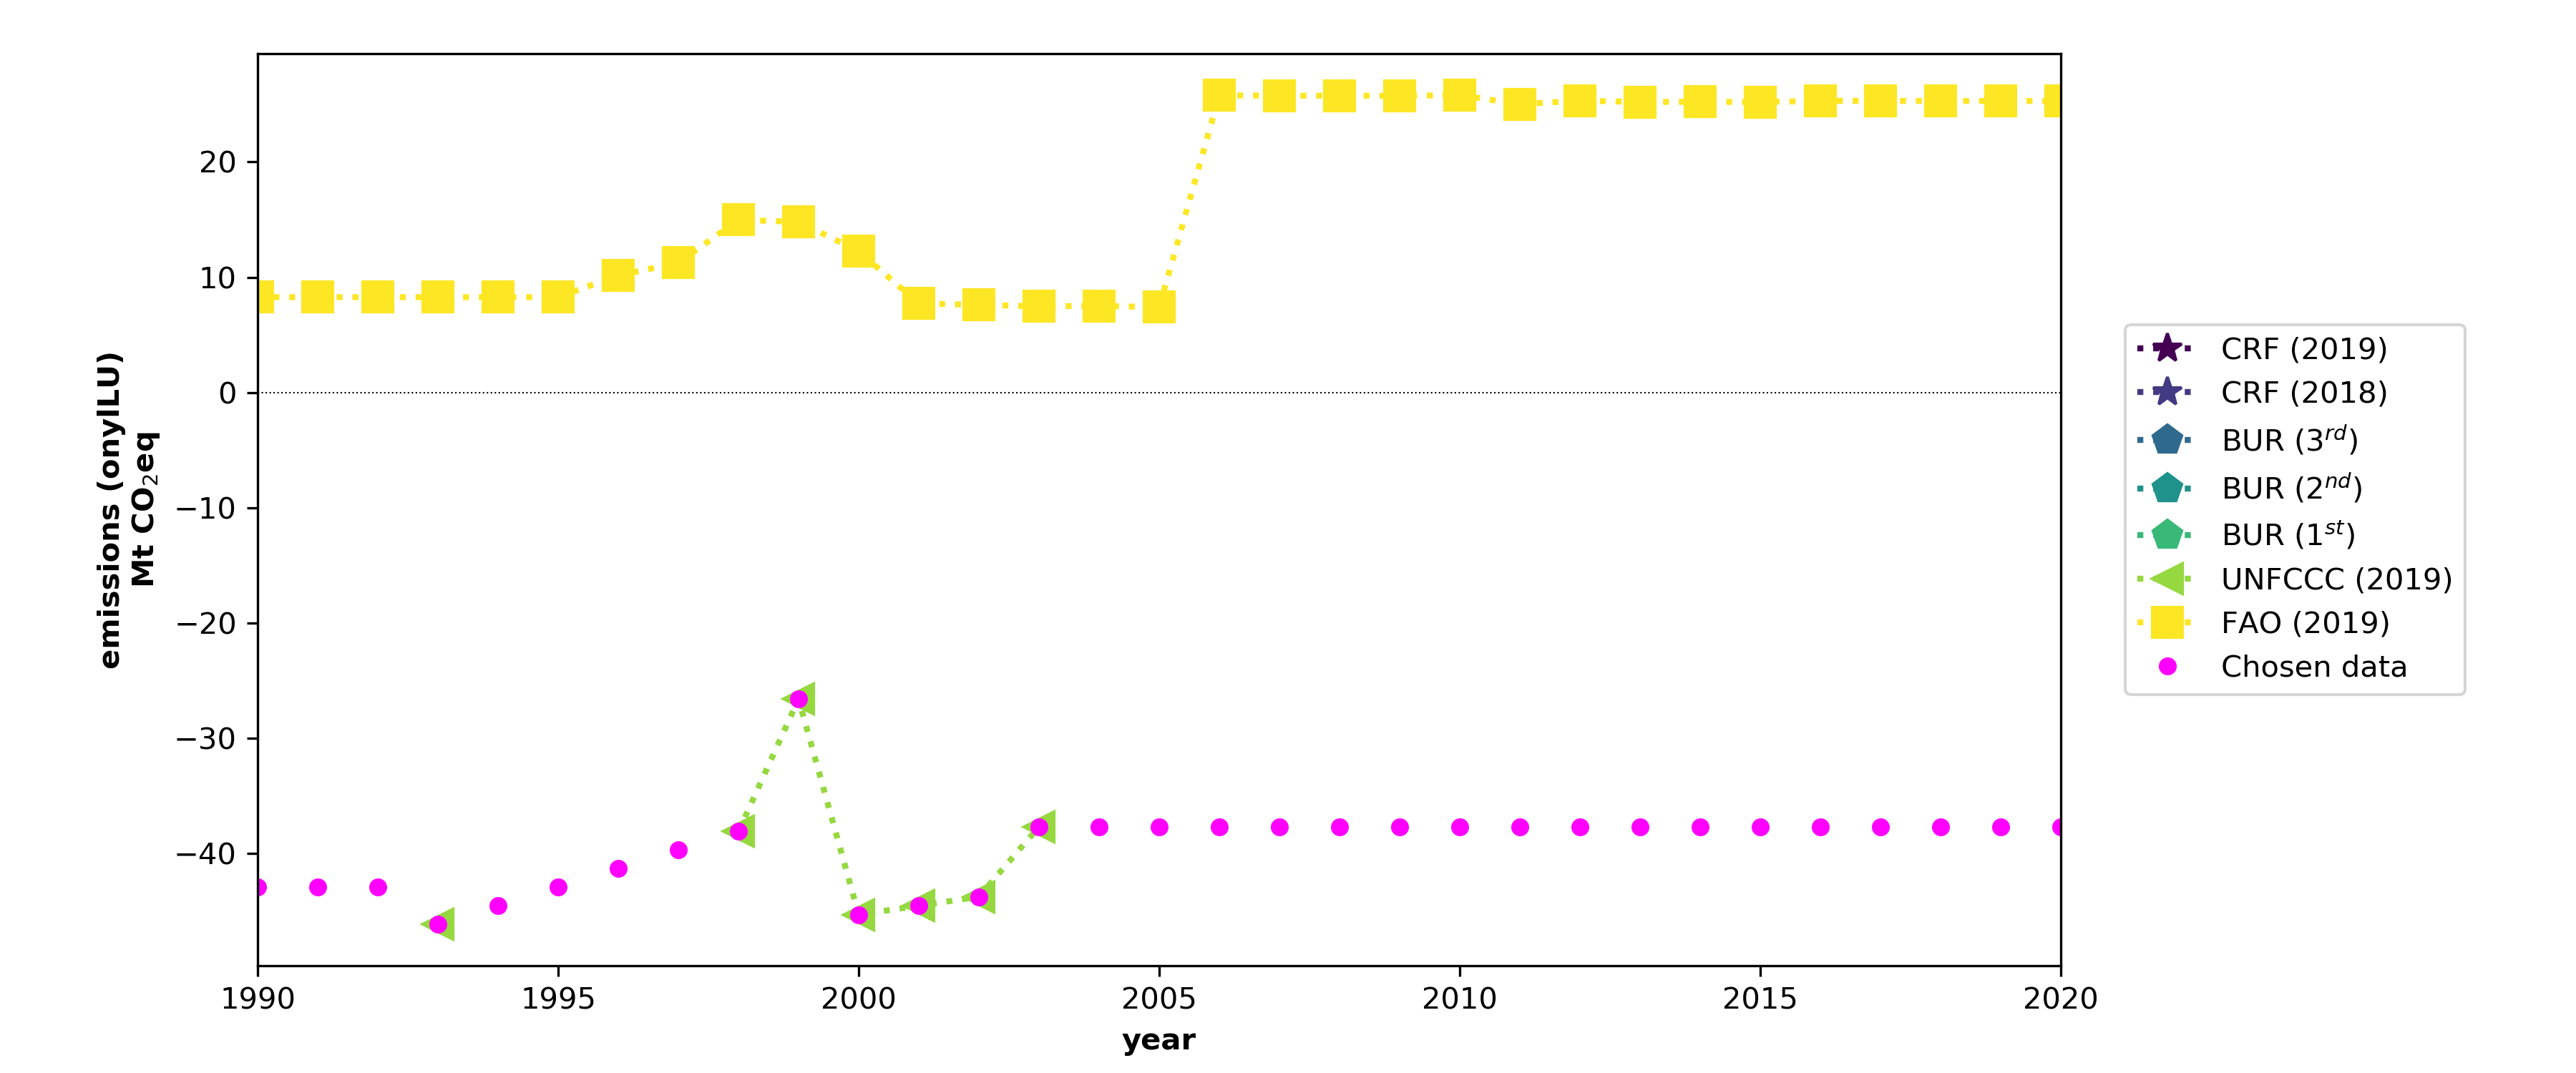 emissions (onylLU)
Mt CO₂eq
20
10
0
−10
−20
−30
−40
1990
1995
2000
2005
2010
2015
2020
year
CRF (2019)
CRF (2018)
BUR (3ʳᵈ)
BUR (2ⁿᵈ)
BUR (1ˢᵗ)
UNFCCC (2019)
FAO (2019)
Chosen data